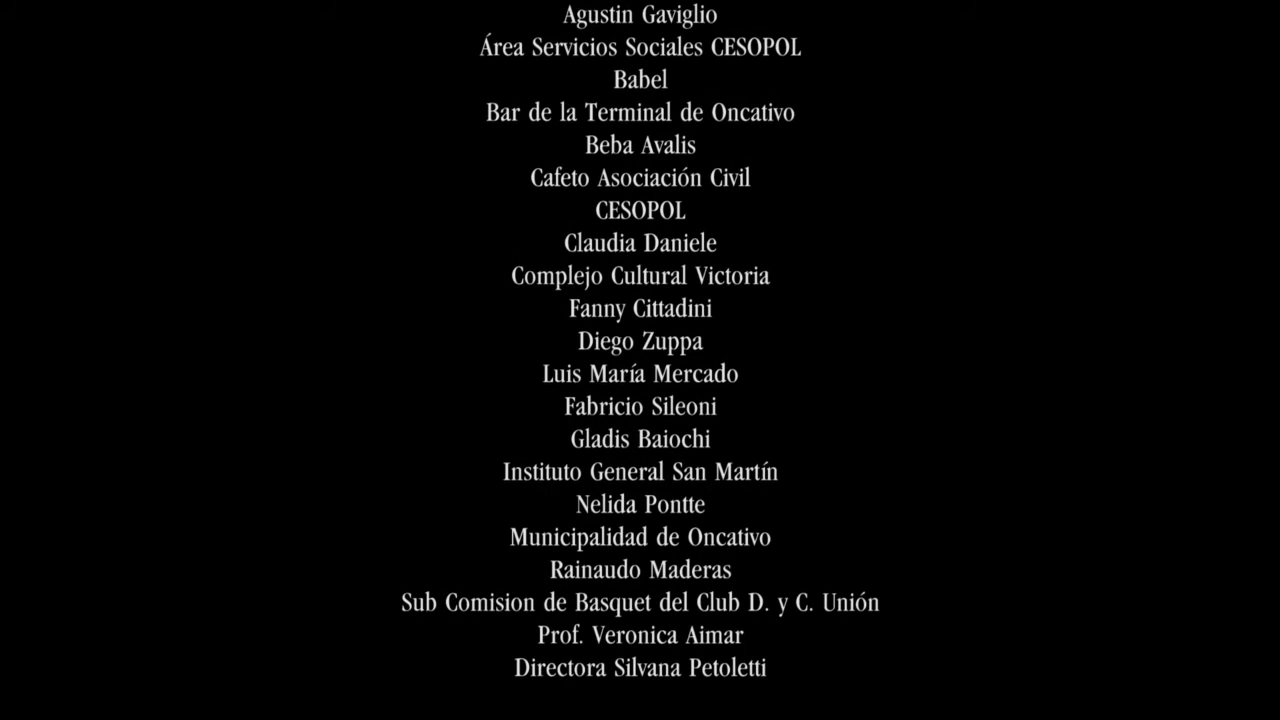 Agustin Gaviglio
Área Servicios Sociales CESOPOL
Babel
Bar de la Terminal de Oncativo
Beba Avalis
Cafeto Asociación Civil
CESOPOL
Claudia Daniele
Complejo Cultural Victoria
Fanny Cittadini
Diego Zuppa
Luis María Mercado
Fabricio Sileoni
Gladis Baiochi
Instituto General San Martín
Nelida Pontte
Municipalidad de Oncativo
Rainaudo Maderas
Sub Comision de Basquet del Club D. y C. Unión
Prof. Veronica Aimar
Directora Silvana Petoletti